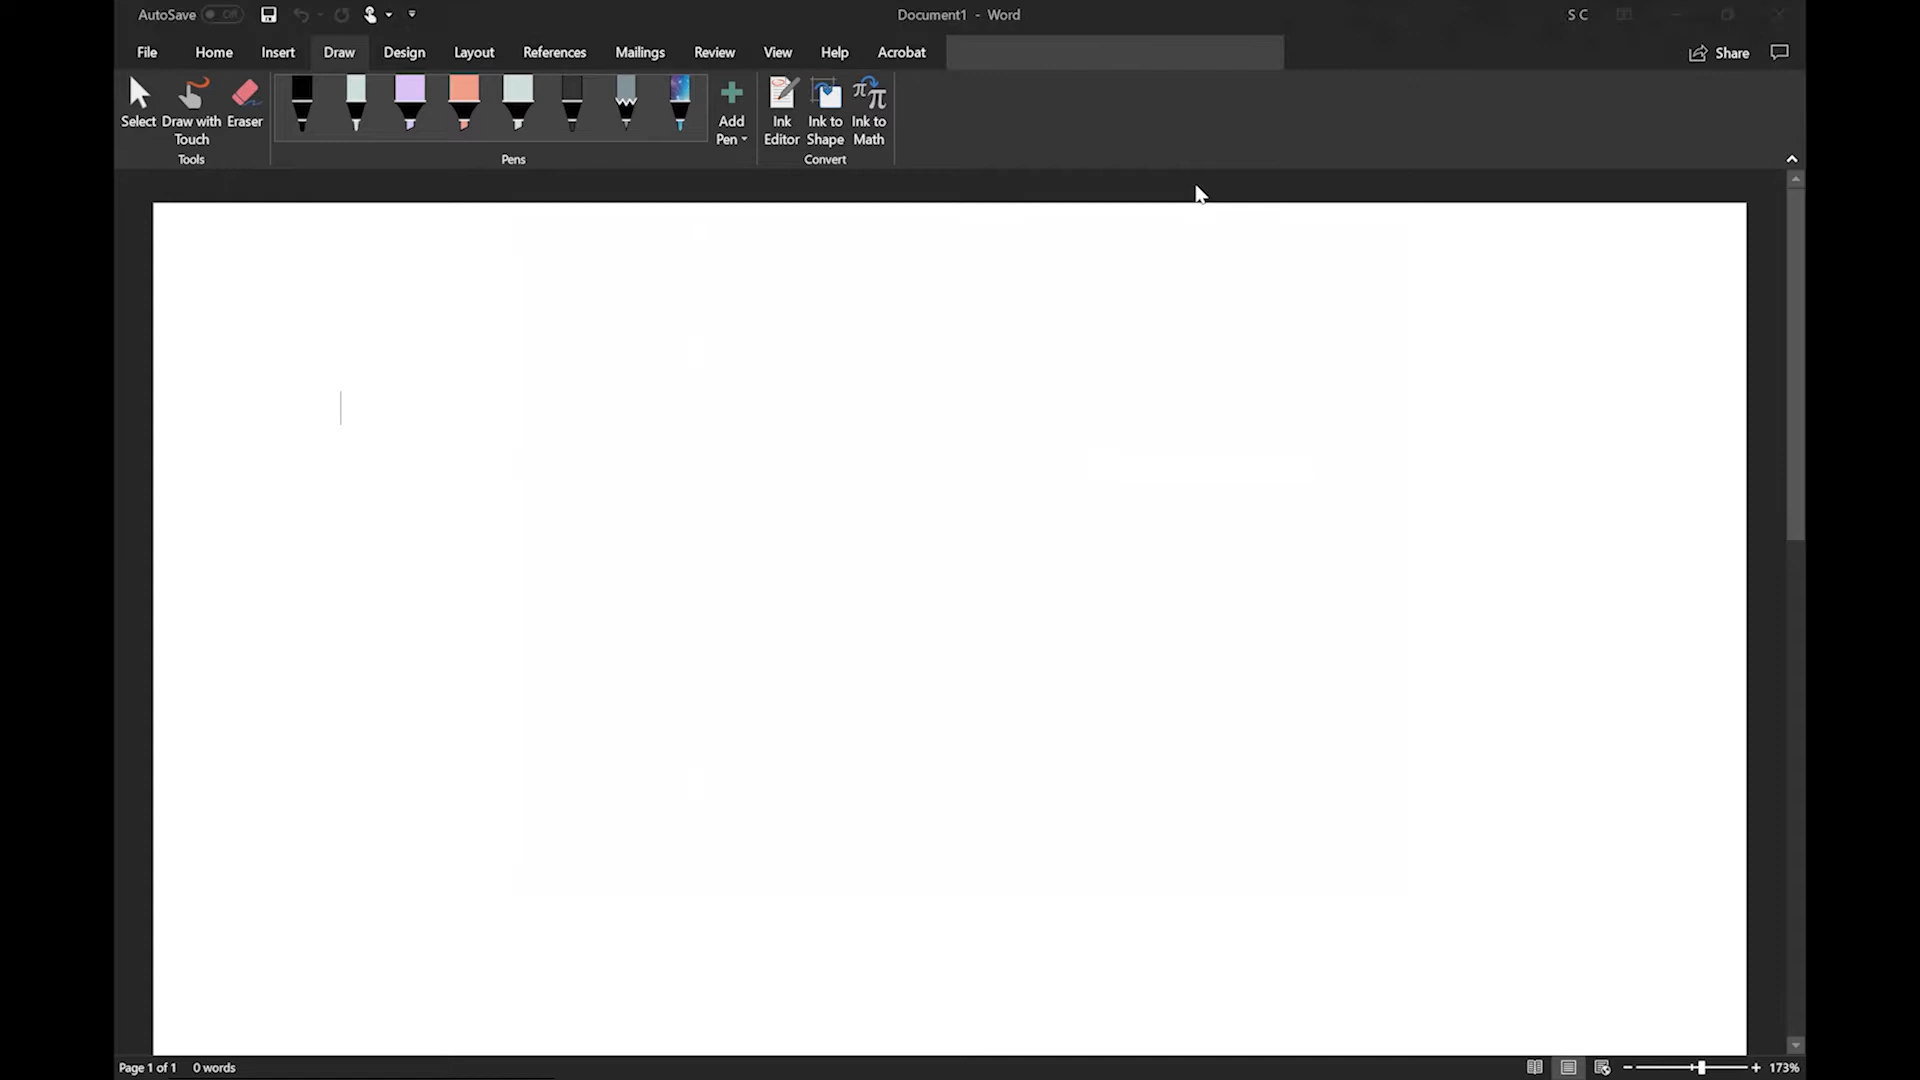 AutoSave Off Document1 - Word S C
File Home Insert Draw Design Layout References Mailings Review View Help Acrobat Share
Select Draw with Touch Eraser Add Pen Ink Editor Ink to Shape Ink to Math
Tools Pens Convert
Page 1 of 1 0 words 173%